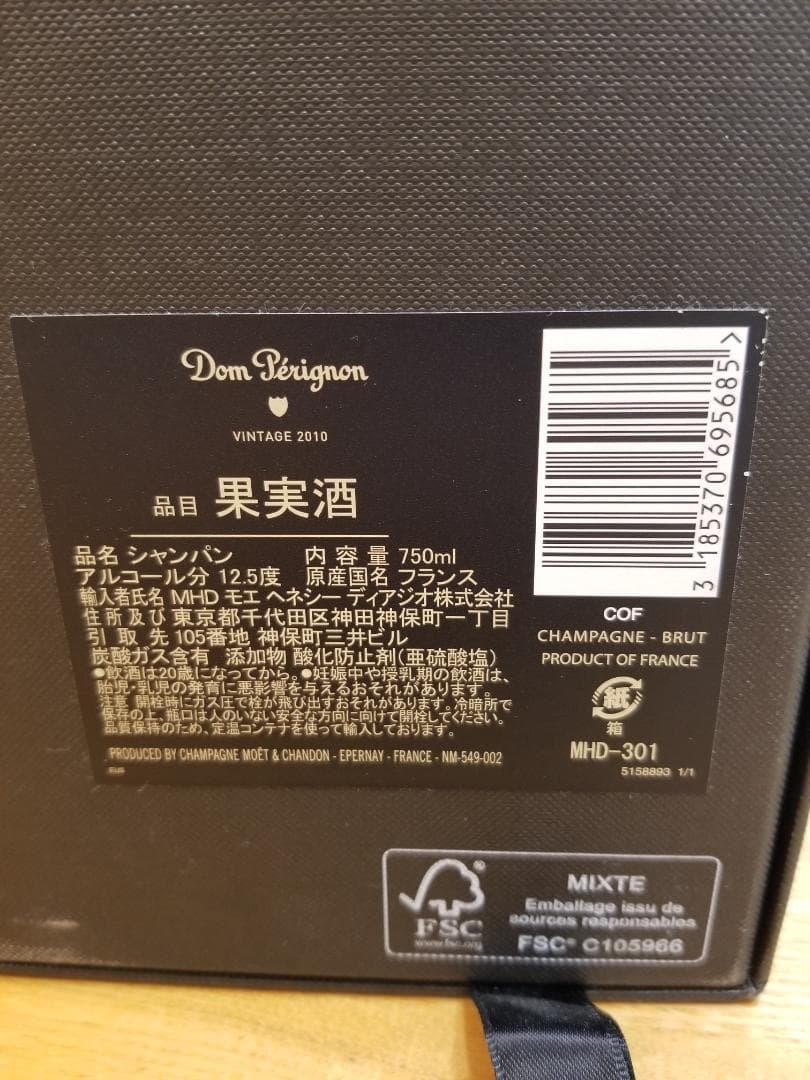 Dom Pérignon
VINTAGE 2010
品目 果実酒
品名 シャンパン 内容量 750ml
アルコール分 12.5度 原産国名 フランス
輸入者氏名 MHD モエ ヘネシー ディアジオ株式会社
住所及び 東京都千代田区神田神保町一丁目
引取先 105番地 神保町三井ビル
炭酸ガス含有 添加物 酸化防止剤(亜硫酸塩)
●飲酒は20歳になってから。●妊娠中や授乳期の飲酒は、
胎児・乳児の発育に悪影響を与えるおそれがあります。
注意 開栓時にガス圧で栓が飛び出すおそれがあります。冷暗所で
保存の上、瓶口は人のいない安全な方向に向けて開栓してください。
品質保持のため、定温コンテナを使って輸入しております。
PRODUCED BY CHAMPAGNE MOËT & CHANDON - EPERNAY - FRANCE - NM-549-002
EUR
3 185370 695685 >
COF
CHAMPAGNE - BRUT
PRODUCT OF FRANCE
紙
箱
MHD-301
5158893 1/1
FSC®
www.fsc.org
MIXTE
Emballage issu de
sources responsables
FSC® C105966